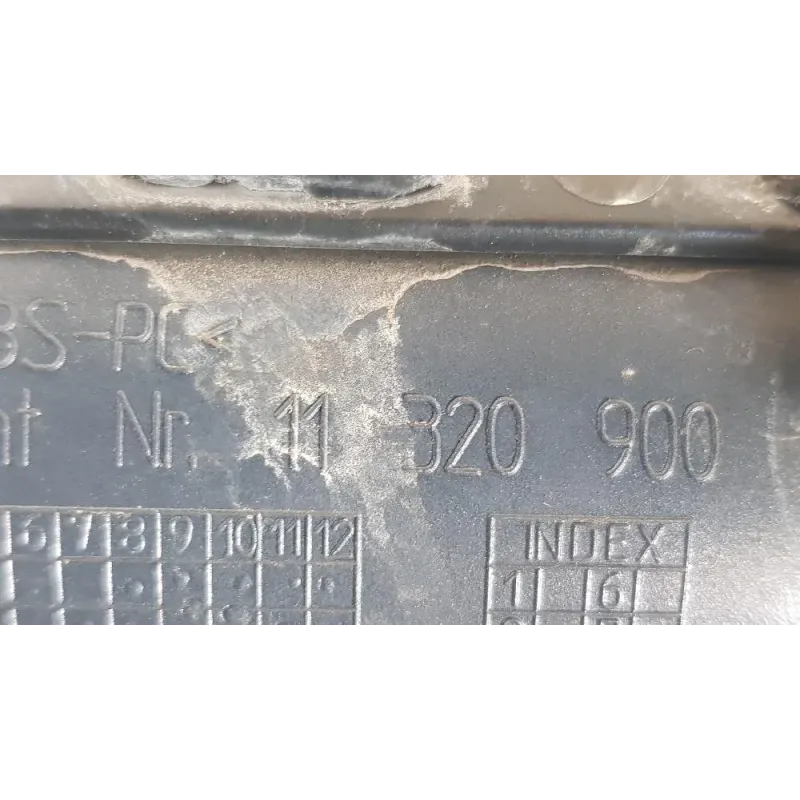 BS-PC<
nt Nr. 11 320 900
6 7 8 9 10 11 12
INDEX
1 6